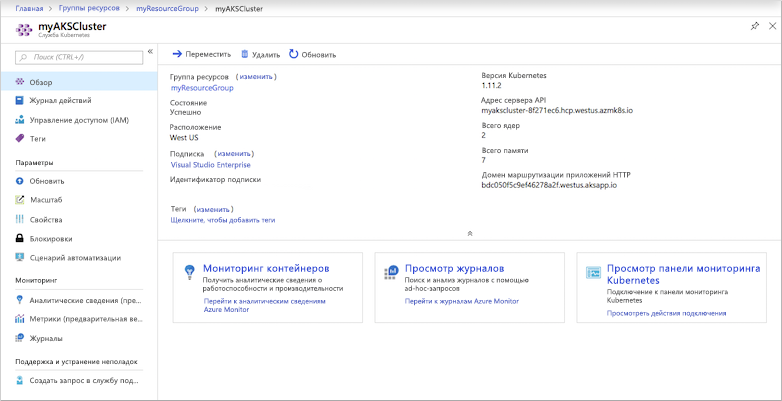 Главная > Группы ресурсов > myResourceGroup > myAKSCluster
myAKSCluster
Служба Kubernetes
Поиск (CTRL+/)
Обзор
Журнал действий
Управление доступом (IAM)
Теги
Параметры
Обновить
Масштаб
Свойства
Блокировки
Сценарий автоматизации
Мониторинг
Аналитические сведения (пре...
Метрики (предварительная ве...
Журналы
Поддержка и устранение неполадок
Создать запрос в службу под...
Переместить Удалить Обновить
Группа ресурсов (изменить)
myResourceGroup
Состояние
Успешно
Расположение
West US
Подписка (изменить)
Visual Studio Enterprise
Идентификатор подписки
Теги (изменить)
Щелкните, чтобы добавить теги
Версия Kubernetes
1.11.2
Адрес сервера API
myakscluster-8f271ec6.hcp.westus.azmk8s.io
Всего ядер
2
Всего памяти
7
Домен маршрутизации приложений HTTP
bdc050f5c9ef46278a2f.westus.aksapp.io
Мониторинг контейнеров
Получить аналитические сведения о
работоспособности и производительности
Перейти к аналитическим сведениям
Azure Monitor
Просмотр журналов
Поиск и анализ журналов с помощью
ad-hoc-запросов
Перейти к журналам Azure Monitor
Просмотр панели мониторинга
Kubernetes
Подключение к панели мониторинга
Kubernetes
Просмотреть действия подключения